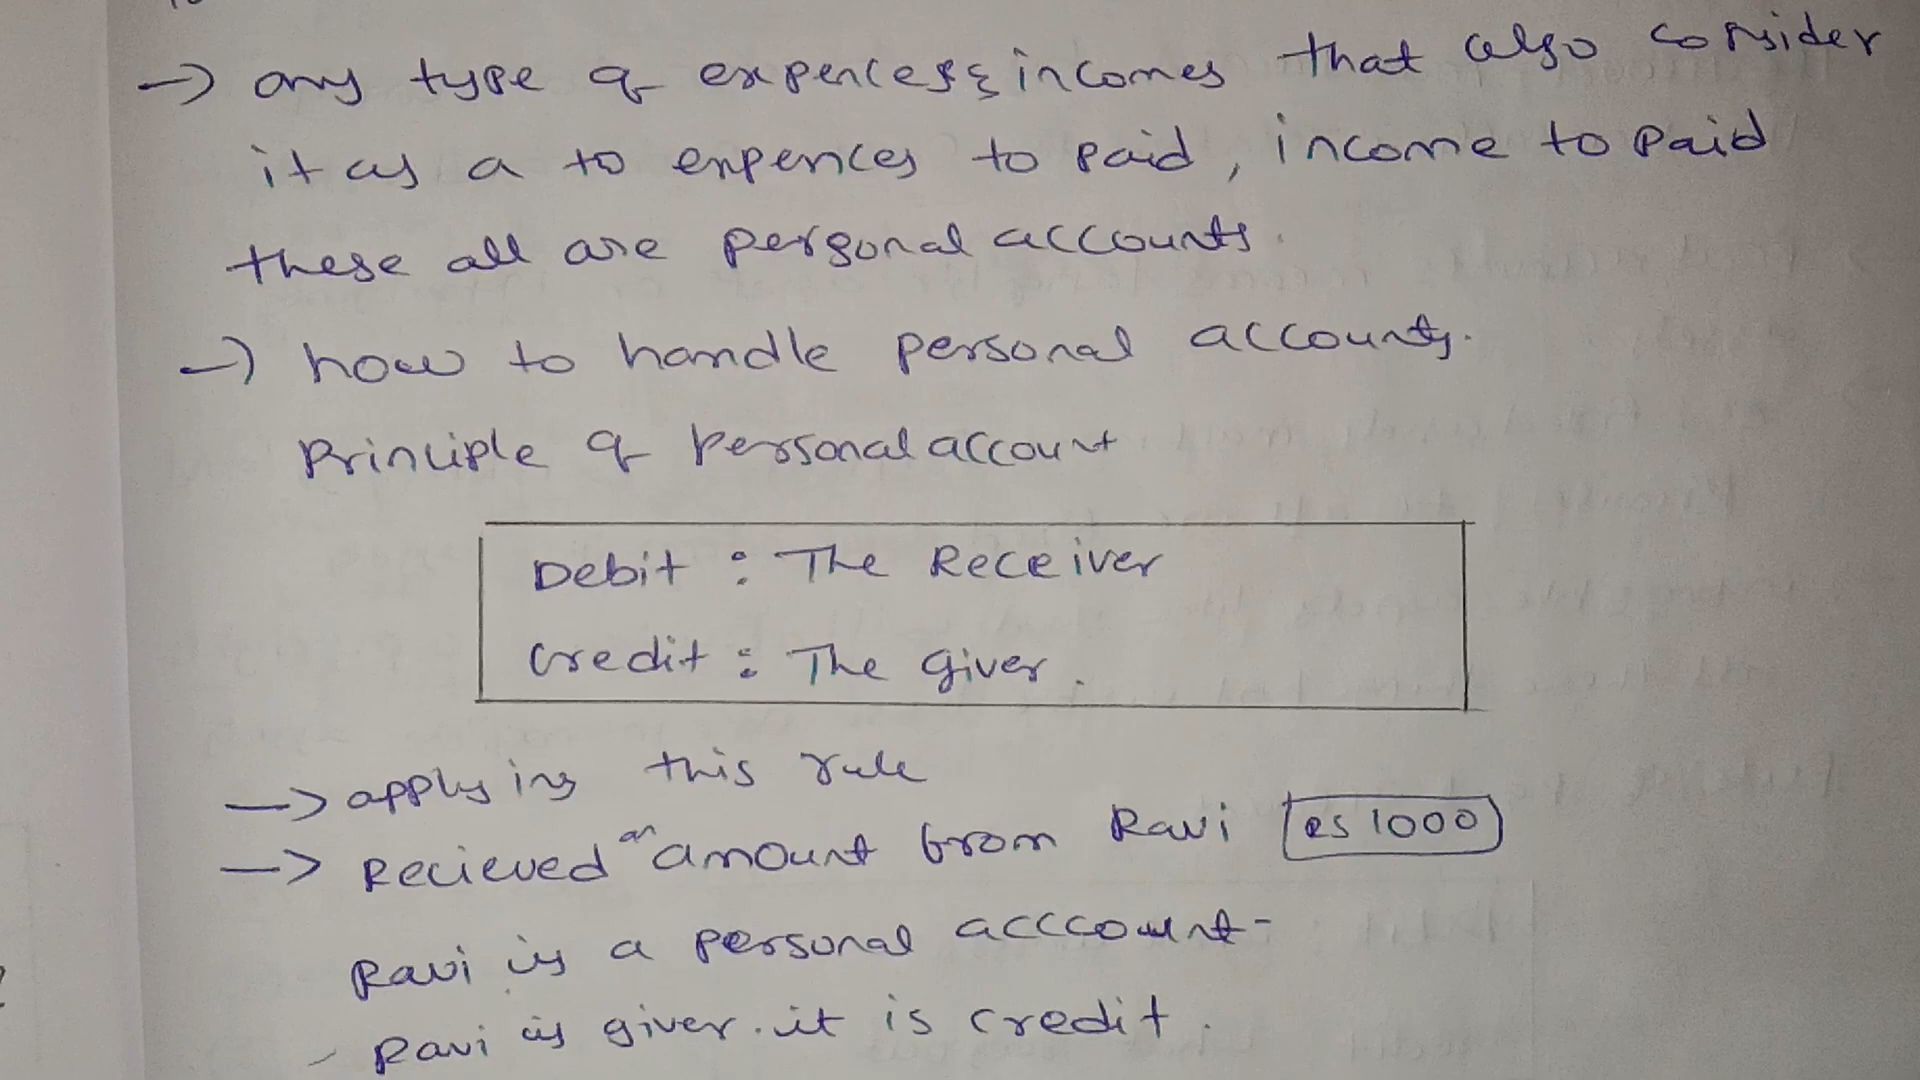 → any type of expences & incomes that also consider
it as a to expences to paid, income to paid
these all are personal accounts.
→ how to handle personal accounts.
Principle of personal account
Debit : The Receiver
Credit : The giver.
→ applying this rule
→ Recieved an amount from Ravi Rs 1000
Ravi is a personal acccount-
- Ravi is giver. it is credit.